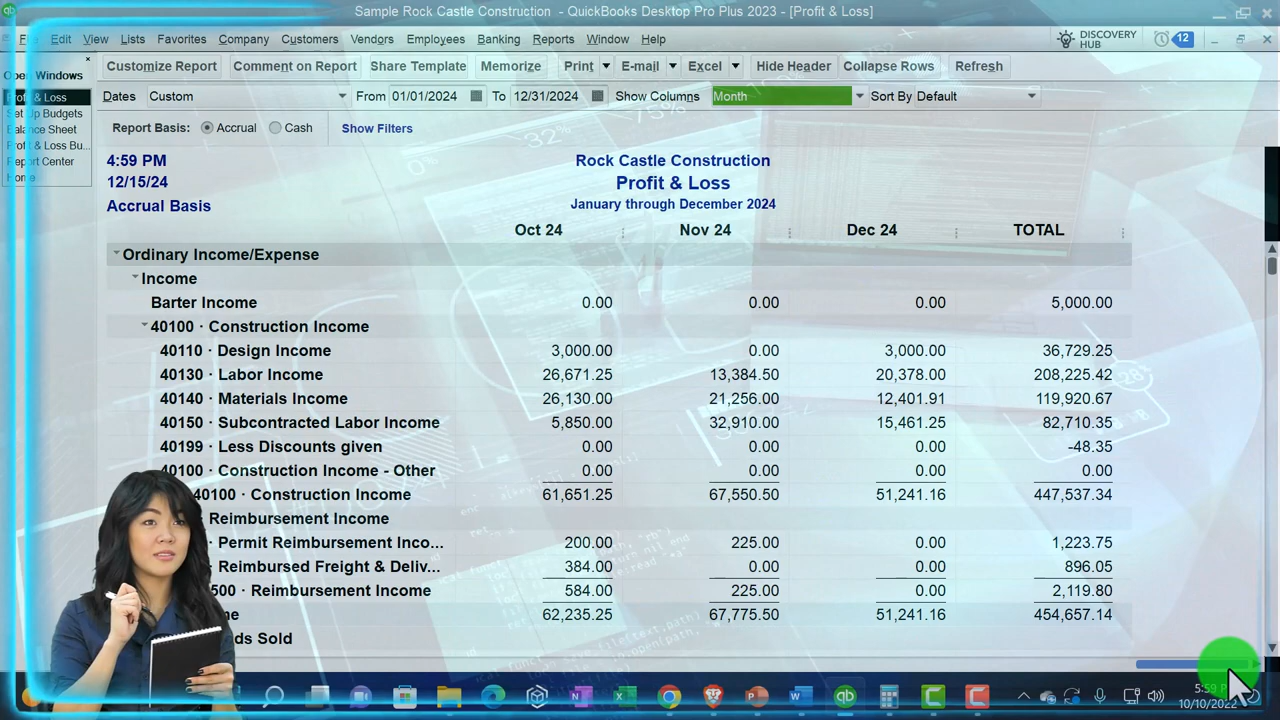 Sample Rock Castle Construction - QuickBooks Desktop Pro Plus 2023 - [Profit & Loss]
Edit View Lists Favorites Company Customers Vendors Employees Banking Reports Window Help DISCOVERY HUB 12
Open Windows
Profit & Loss
Set Up Budgets
Balance Sheet
Profit & Loss Bu...
Report Center
Home
Customize Report Comment on Report Share Template Memorize Print E-mail Excel Hide Header Collapse Rows Refresh
Dates Custom From 01/01/2024 To 12/31/2024 Show Columns Month Sort By Default
Report Basis: Accrual Cash Show Filters
4:59 PM
12/15/24
Accrual Basis
Rock Castle Construction
Profit & Loss
January through December 2024
Oct 24 Nov 24 Dec 24 TOTAL
Ordinary Income/Expense
Income
Barter Income 0.00 0.00 0.00 5,000.00
40100 · Construction Income
40110 · Design Income 3,000.00 0.00 3,000.00 36,729.25
40130 · Labor Income 26,671.25 13,384.50 20,378.00 208,225.42
40140 · Materials Income 26,130.00 21,256.00 12,401.91 119,920.67
40150 · Subcontracted Labor Income 5,850.00 32,910.00 15,461.25 82,710.35
40199 · Less Discounts given 0.00 0.00 0.00 -48.35
40100 · Construction Income - Other 0.00 0.00 0.00 0.00
40100 · Construction Income 61,651.25 67,550.50 51,241.16 447,537.34
Reimbursement Income
Permit Reimbursement Inco... 200.00 225.00 0.00 1,223.75
Reimbursed Freight & Deliv... 384.00 0.00 0.00 896.05
500 · Reimbursement Income 584.00 225.00 0.00 2,119.80
me 62,235.25 67,775.50 51,241.16 454,657.14
ds Sold
5:59 P
10/10/2022